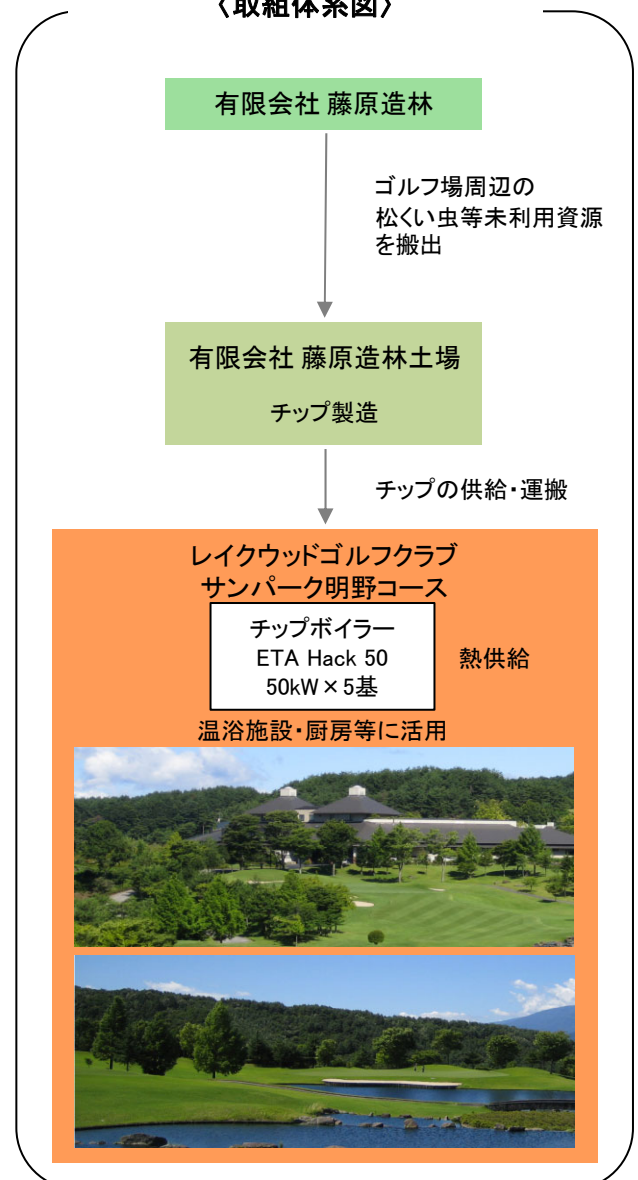 〈取組体系図〉
有限会社 藤原造林
ゴルフ場周辺の
松くい虫等未利用資源
を搬出
有限会社 藤原造林土場
チップ製造
チップの供給・運搬
レイクウッドゴルフクラブ
サンパーク明野コース
チップボイラー
ETA Hack 50
50kW×5基
熱供給
温浴施設・厨房等に活用